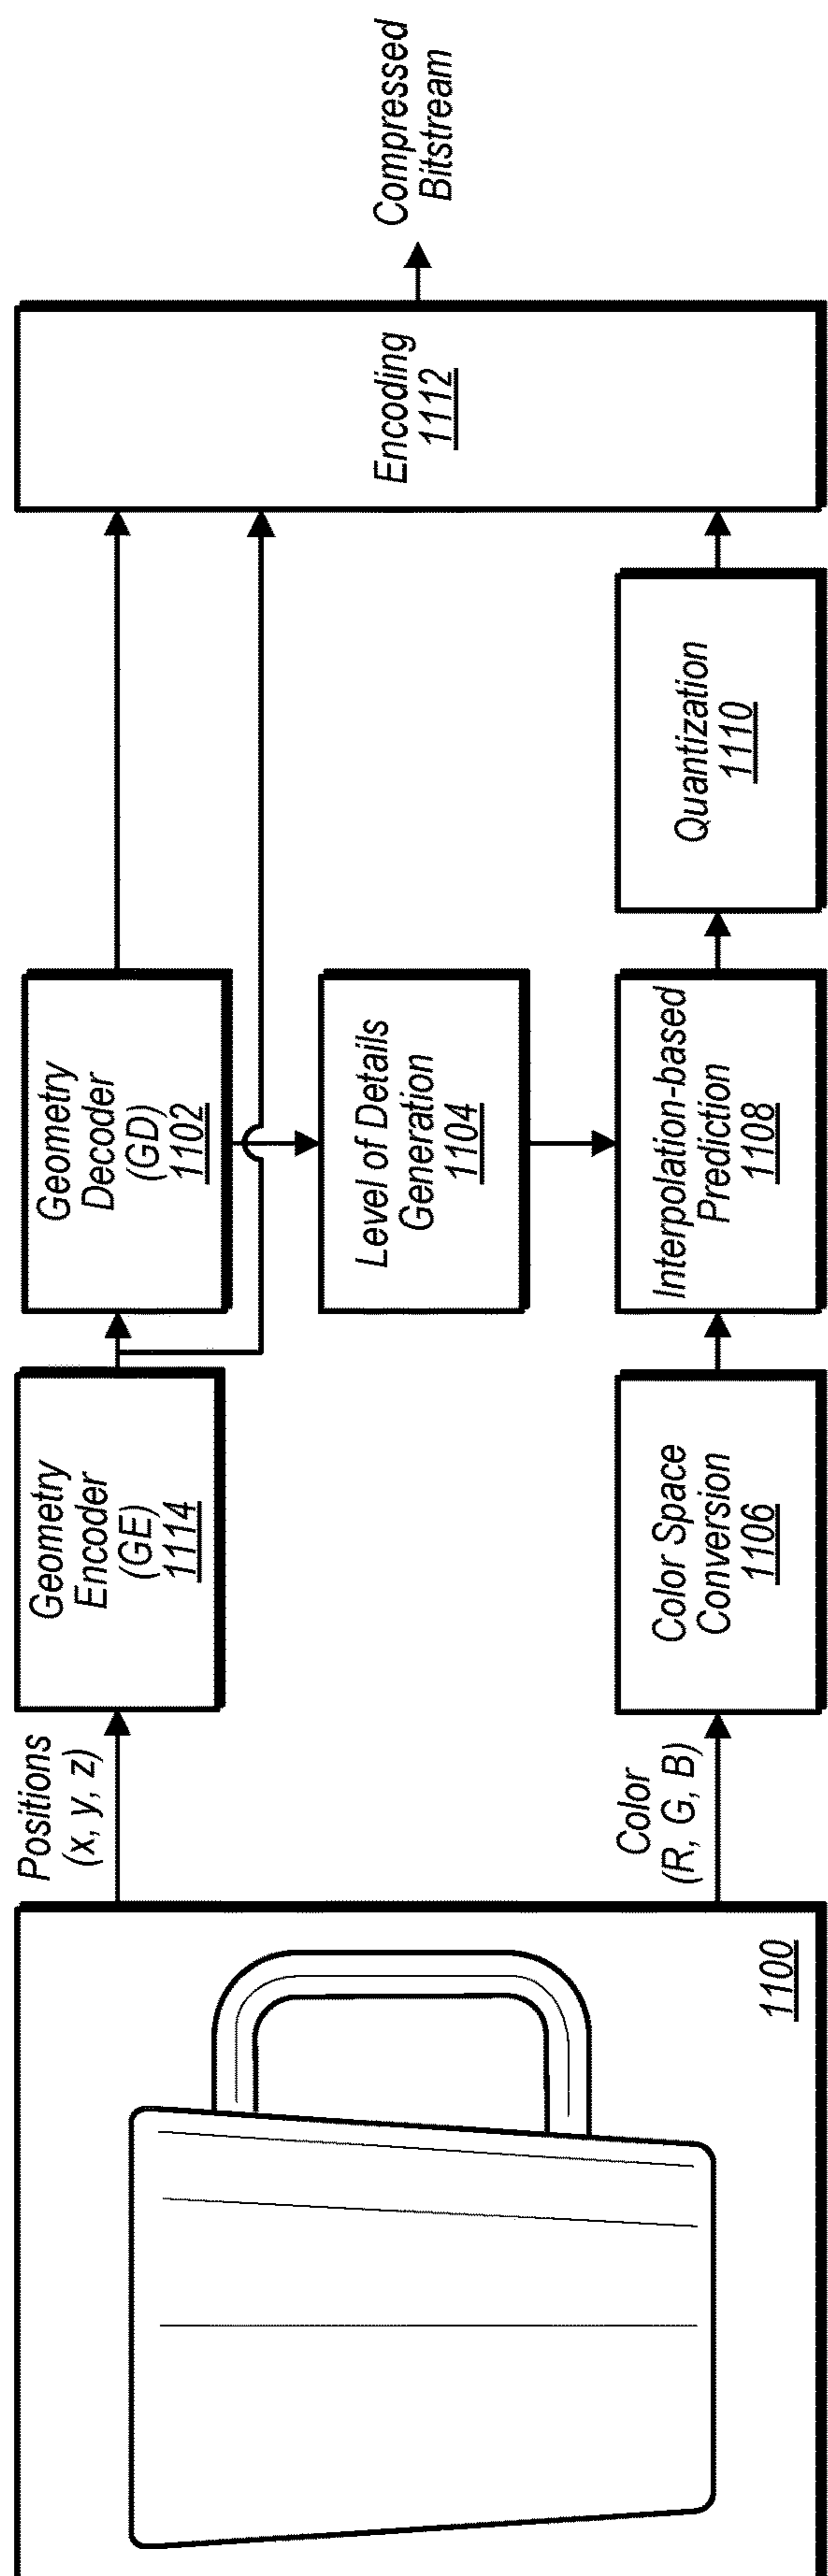 1100
Positions
(x, y, z)
Color
(R, G, B)
Geometry
Encoder
(GE)
1114
Color Space
Conversion
1106
Geometry
Decoder
(GD)
1102
Level of Details
Generation
1104
Interpolation-based
Prediction
1108
Quantization
1110
Encoding
1112
Compressed
Bitstream